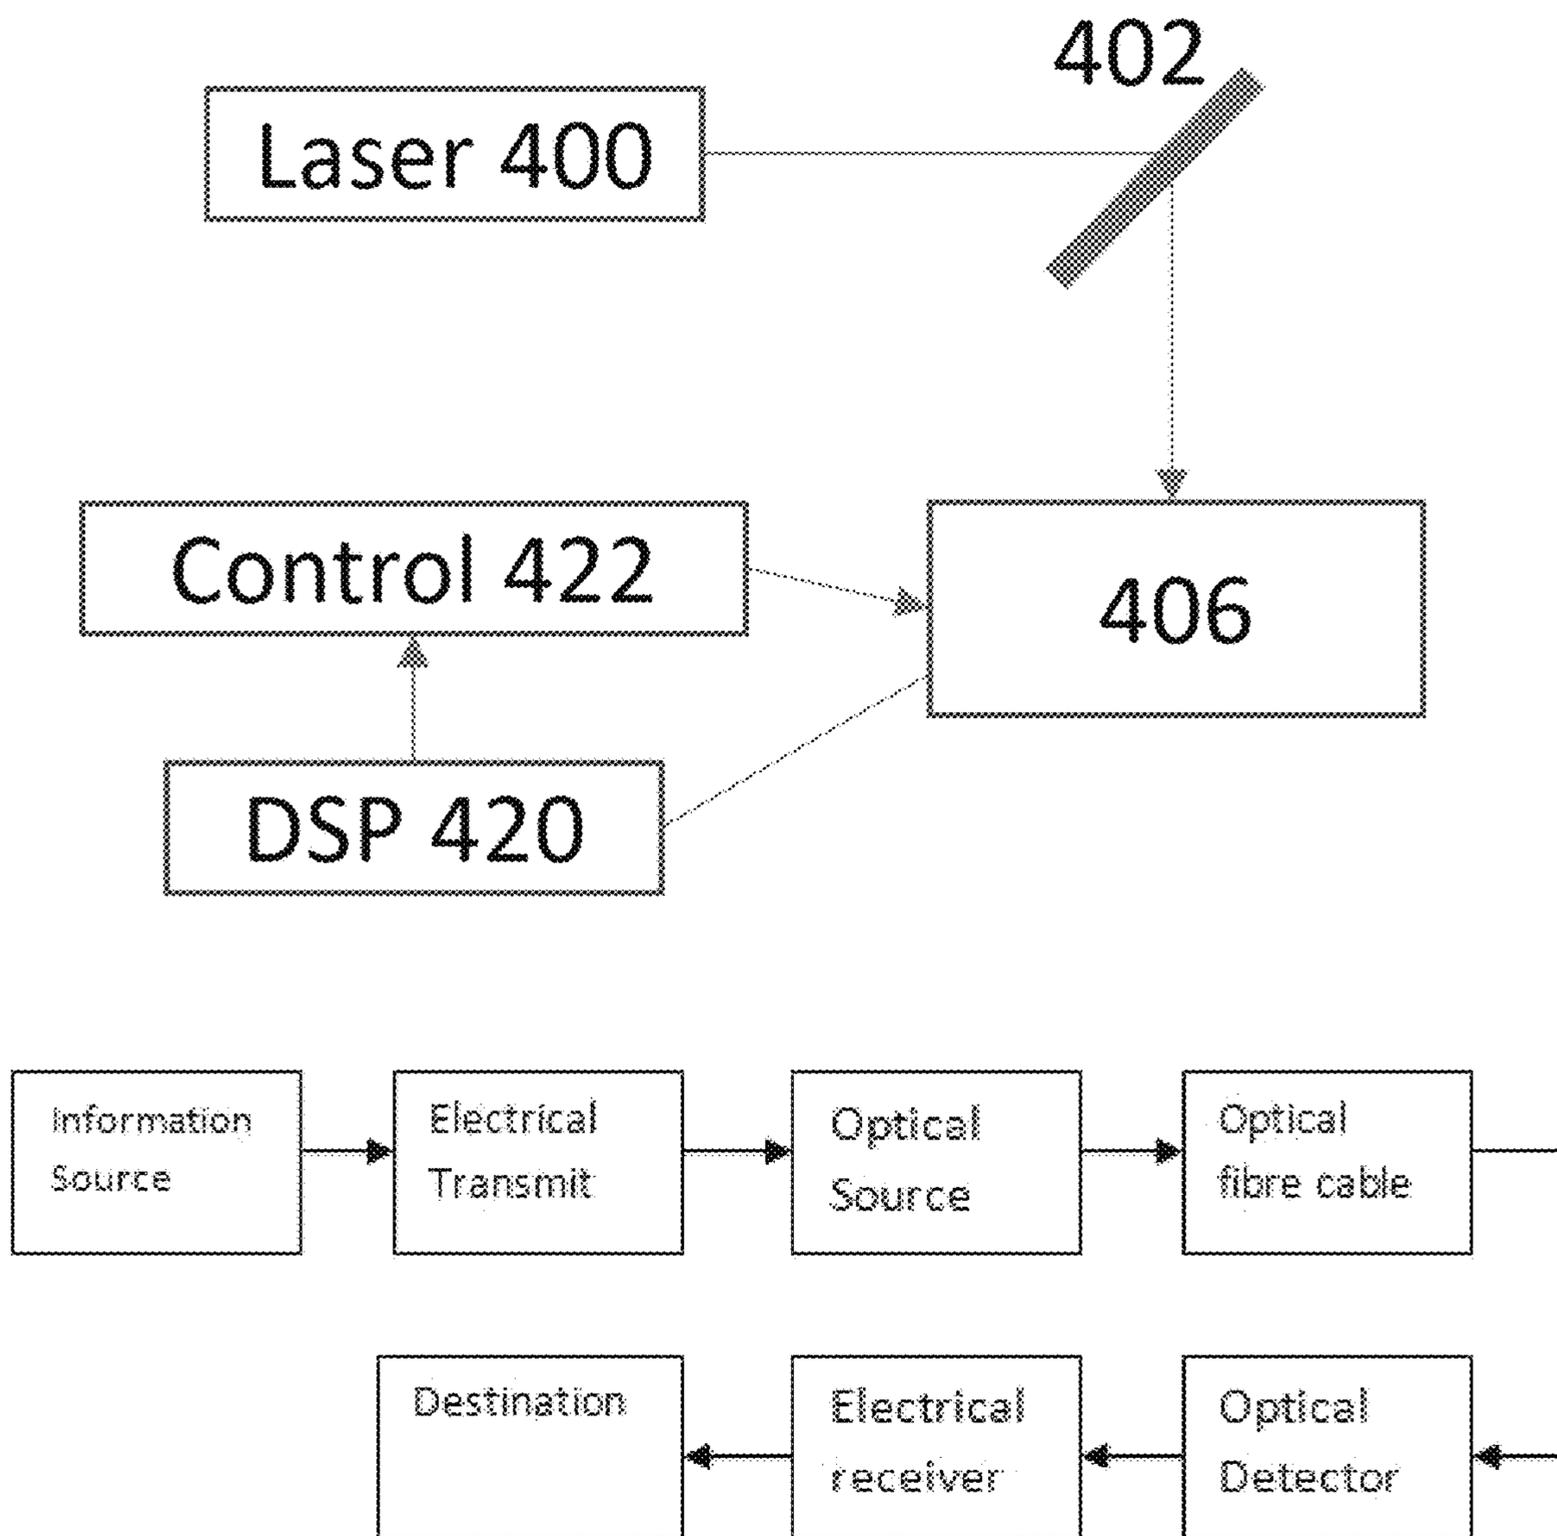 402
Laser 400
Control 422
406
DSP 420
Information
Source
Electrical
Transmit
Optical
Source
Optical
fibre cable
Destination
Electrical
receiver
Optical
Detector